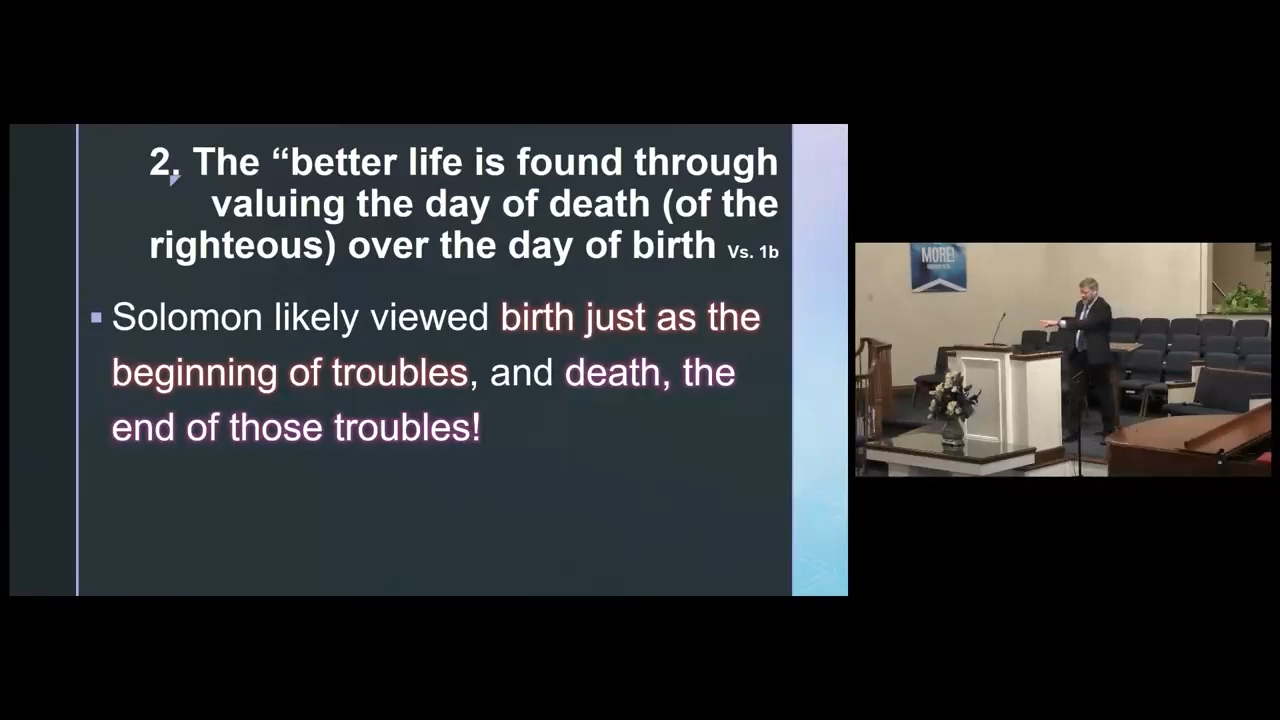 2. The “better life is found through
valuing the day of death (of the
righteous) over the day of birth Vs. 1b
▪ Solomon likely viewed birth just as the
beginning of troubles, and death, the
end of those troubles!
MORE!